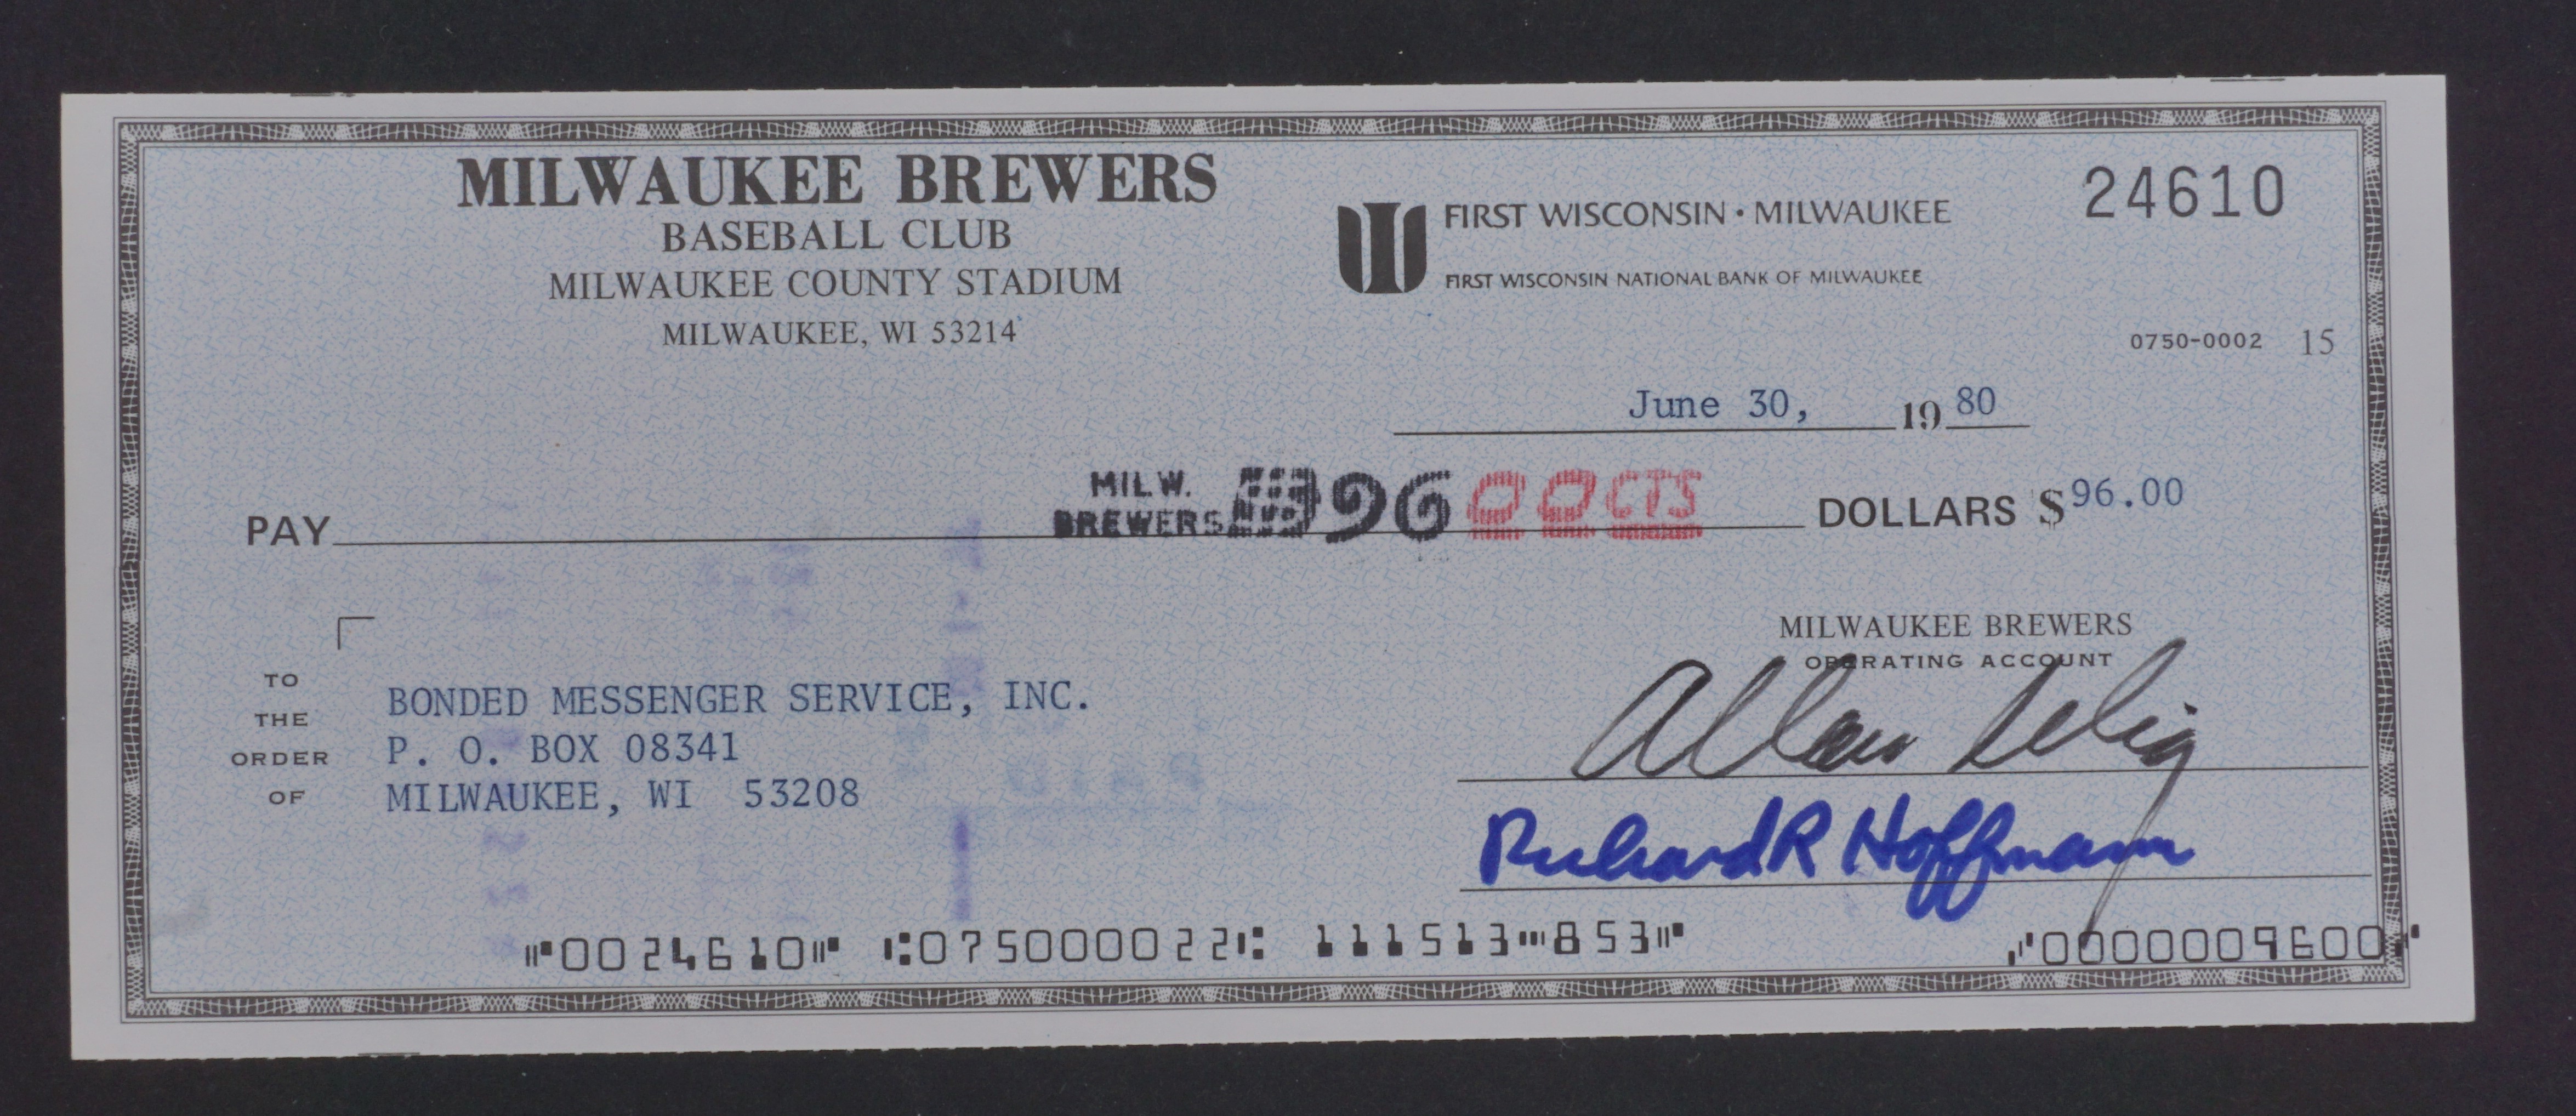 MILWAUKEE BREWERS
BASEBALL CLUB
MILWAUKEE COUNTY STADIUM
MILWAUKEE, WI 53214
FIRST WISCONSIN • MILWAUKEE
FIRST WISCONSIN NATIONAL BANK OF MILWAUKEE
24610
0750-0002 15
June 30, 19 80
PAY MILW. BREWERS 96 00 CTS DOLLARS $ 96.00
MILWAUKEE BREWERS
OPERATING ACCOUNT
TO THE ORDER OF
BONDED MESSENGER SERVICE, INC.
P. O. BOX 08341
MILWAUKEE, WI 53208
Allan Selig
Richard R Hoffmann
⑈0024610⑈ ⑆075000022⑆ 111513⑉853⑈ ⑈0000009600⑈